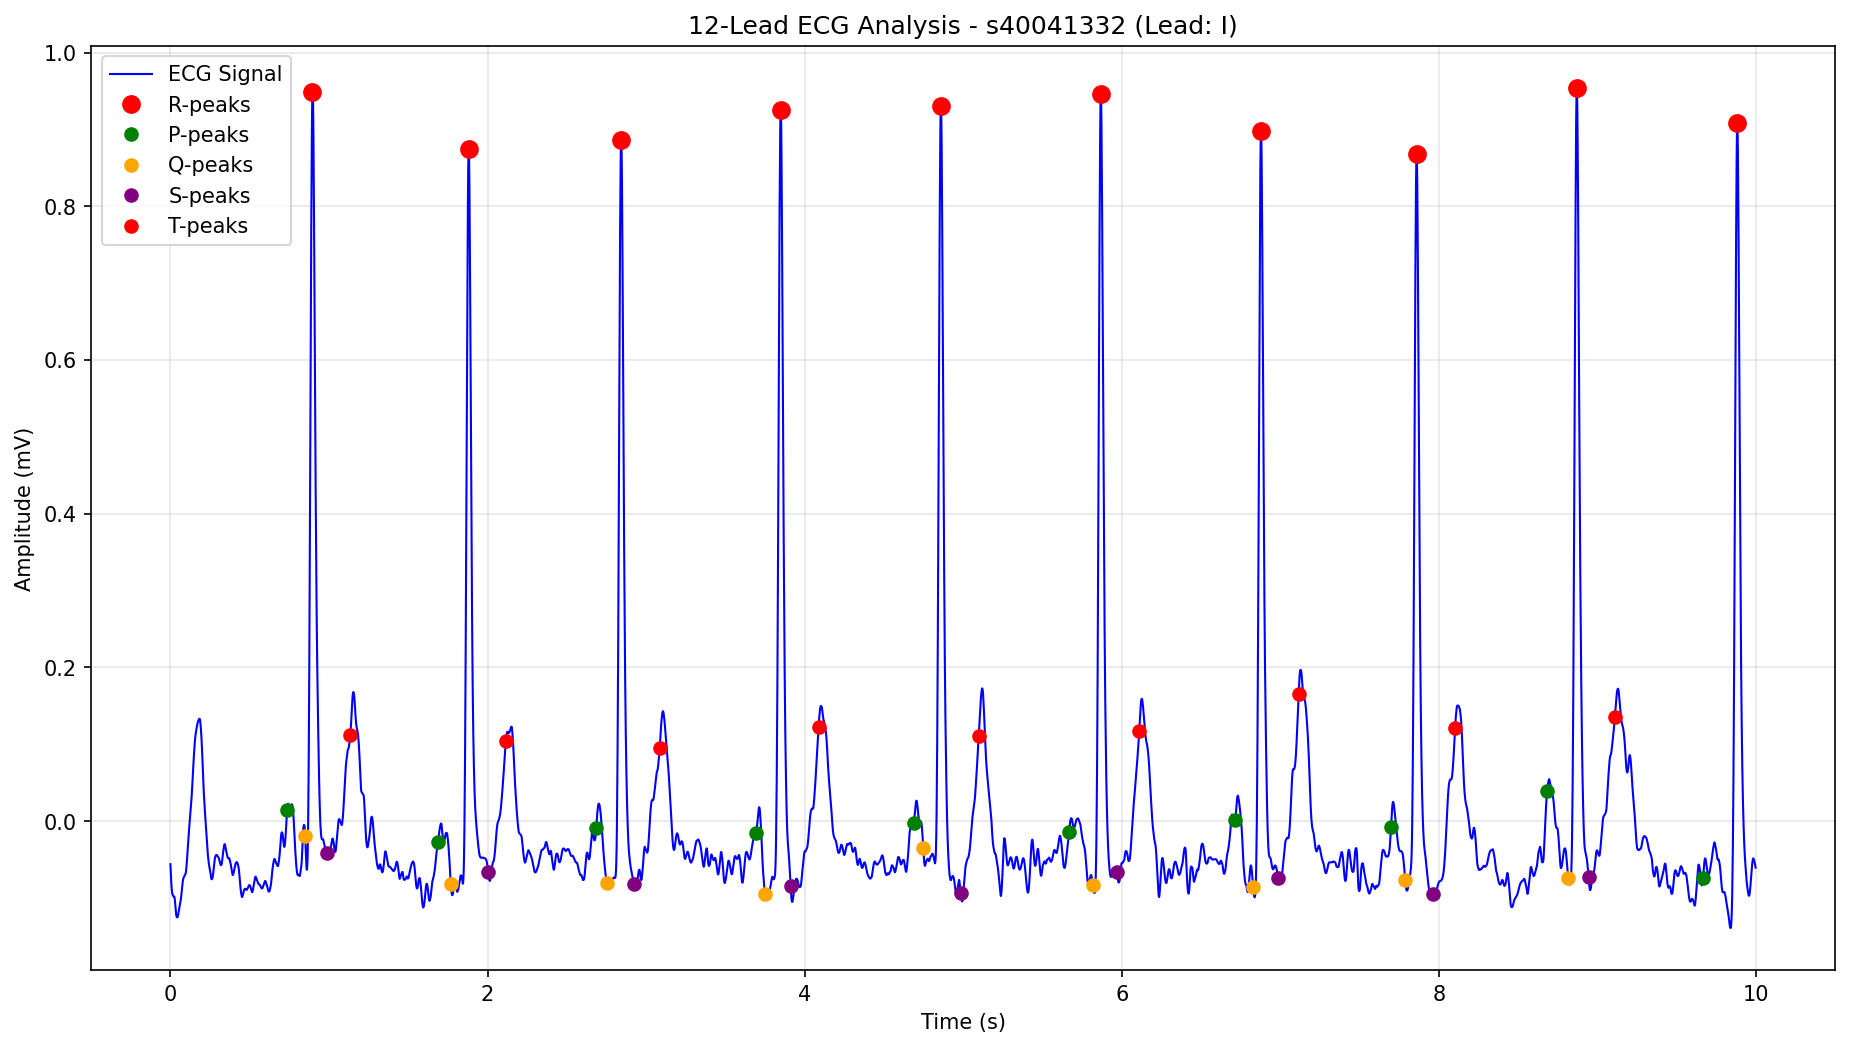 12-Lead ECG Analysis - s40041332 (Lead: I)
ECG Signal
R-peaks
P-peaks
Q-peaks
S-peaks
T-peaks
1.0
0.8
0.6
0.4
0.2
0.0
Amplitude (mV)
0 2 4 6 8 10
Time (s)